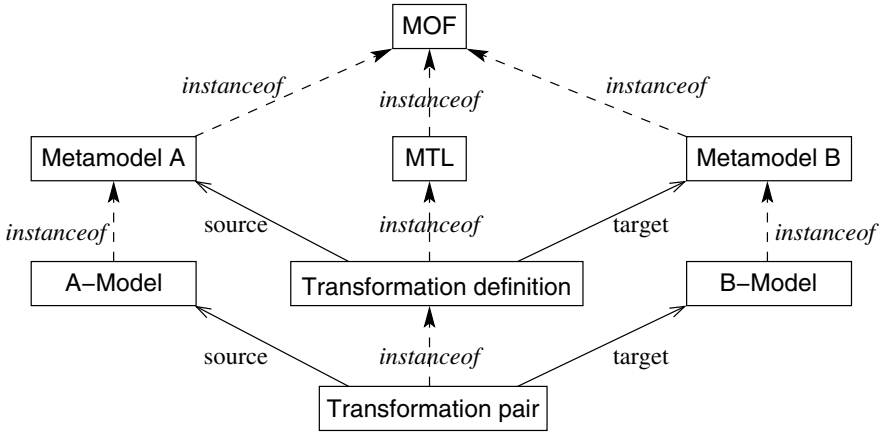 MOF
instanceof
instanceof
instanceof
Metamodel A
MTL
Metamodel B
instanceof
source
instanceof
target
instanceof
A−Model
Transformation definition
B−Model
source
instanceof
target
Transformation pair